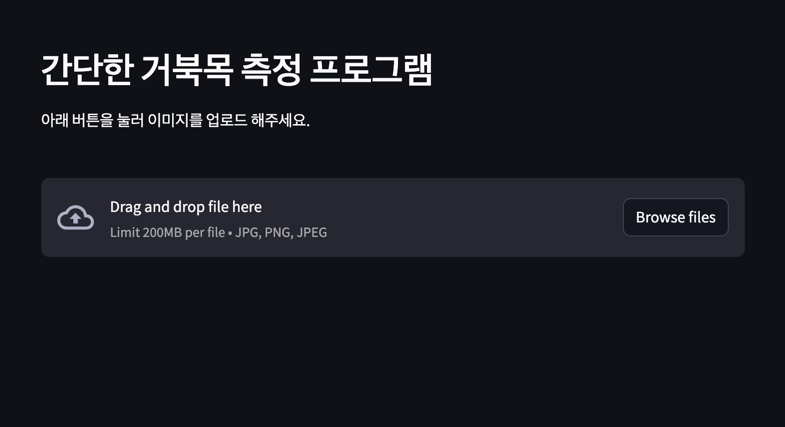 간단한 거북목 측정 프로그램
아래 버튼을 눌러 이미지를 업로드 해주세요.
Drag and drop file here
Limit 200MB per file • JPG, PNG, JPEG
Browse files